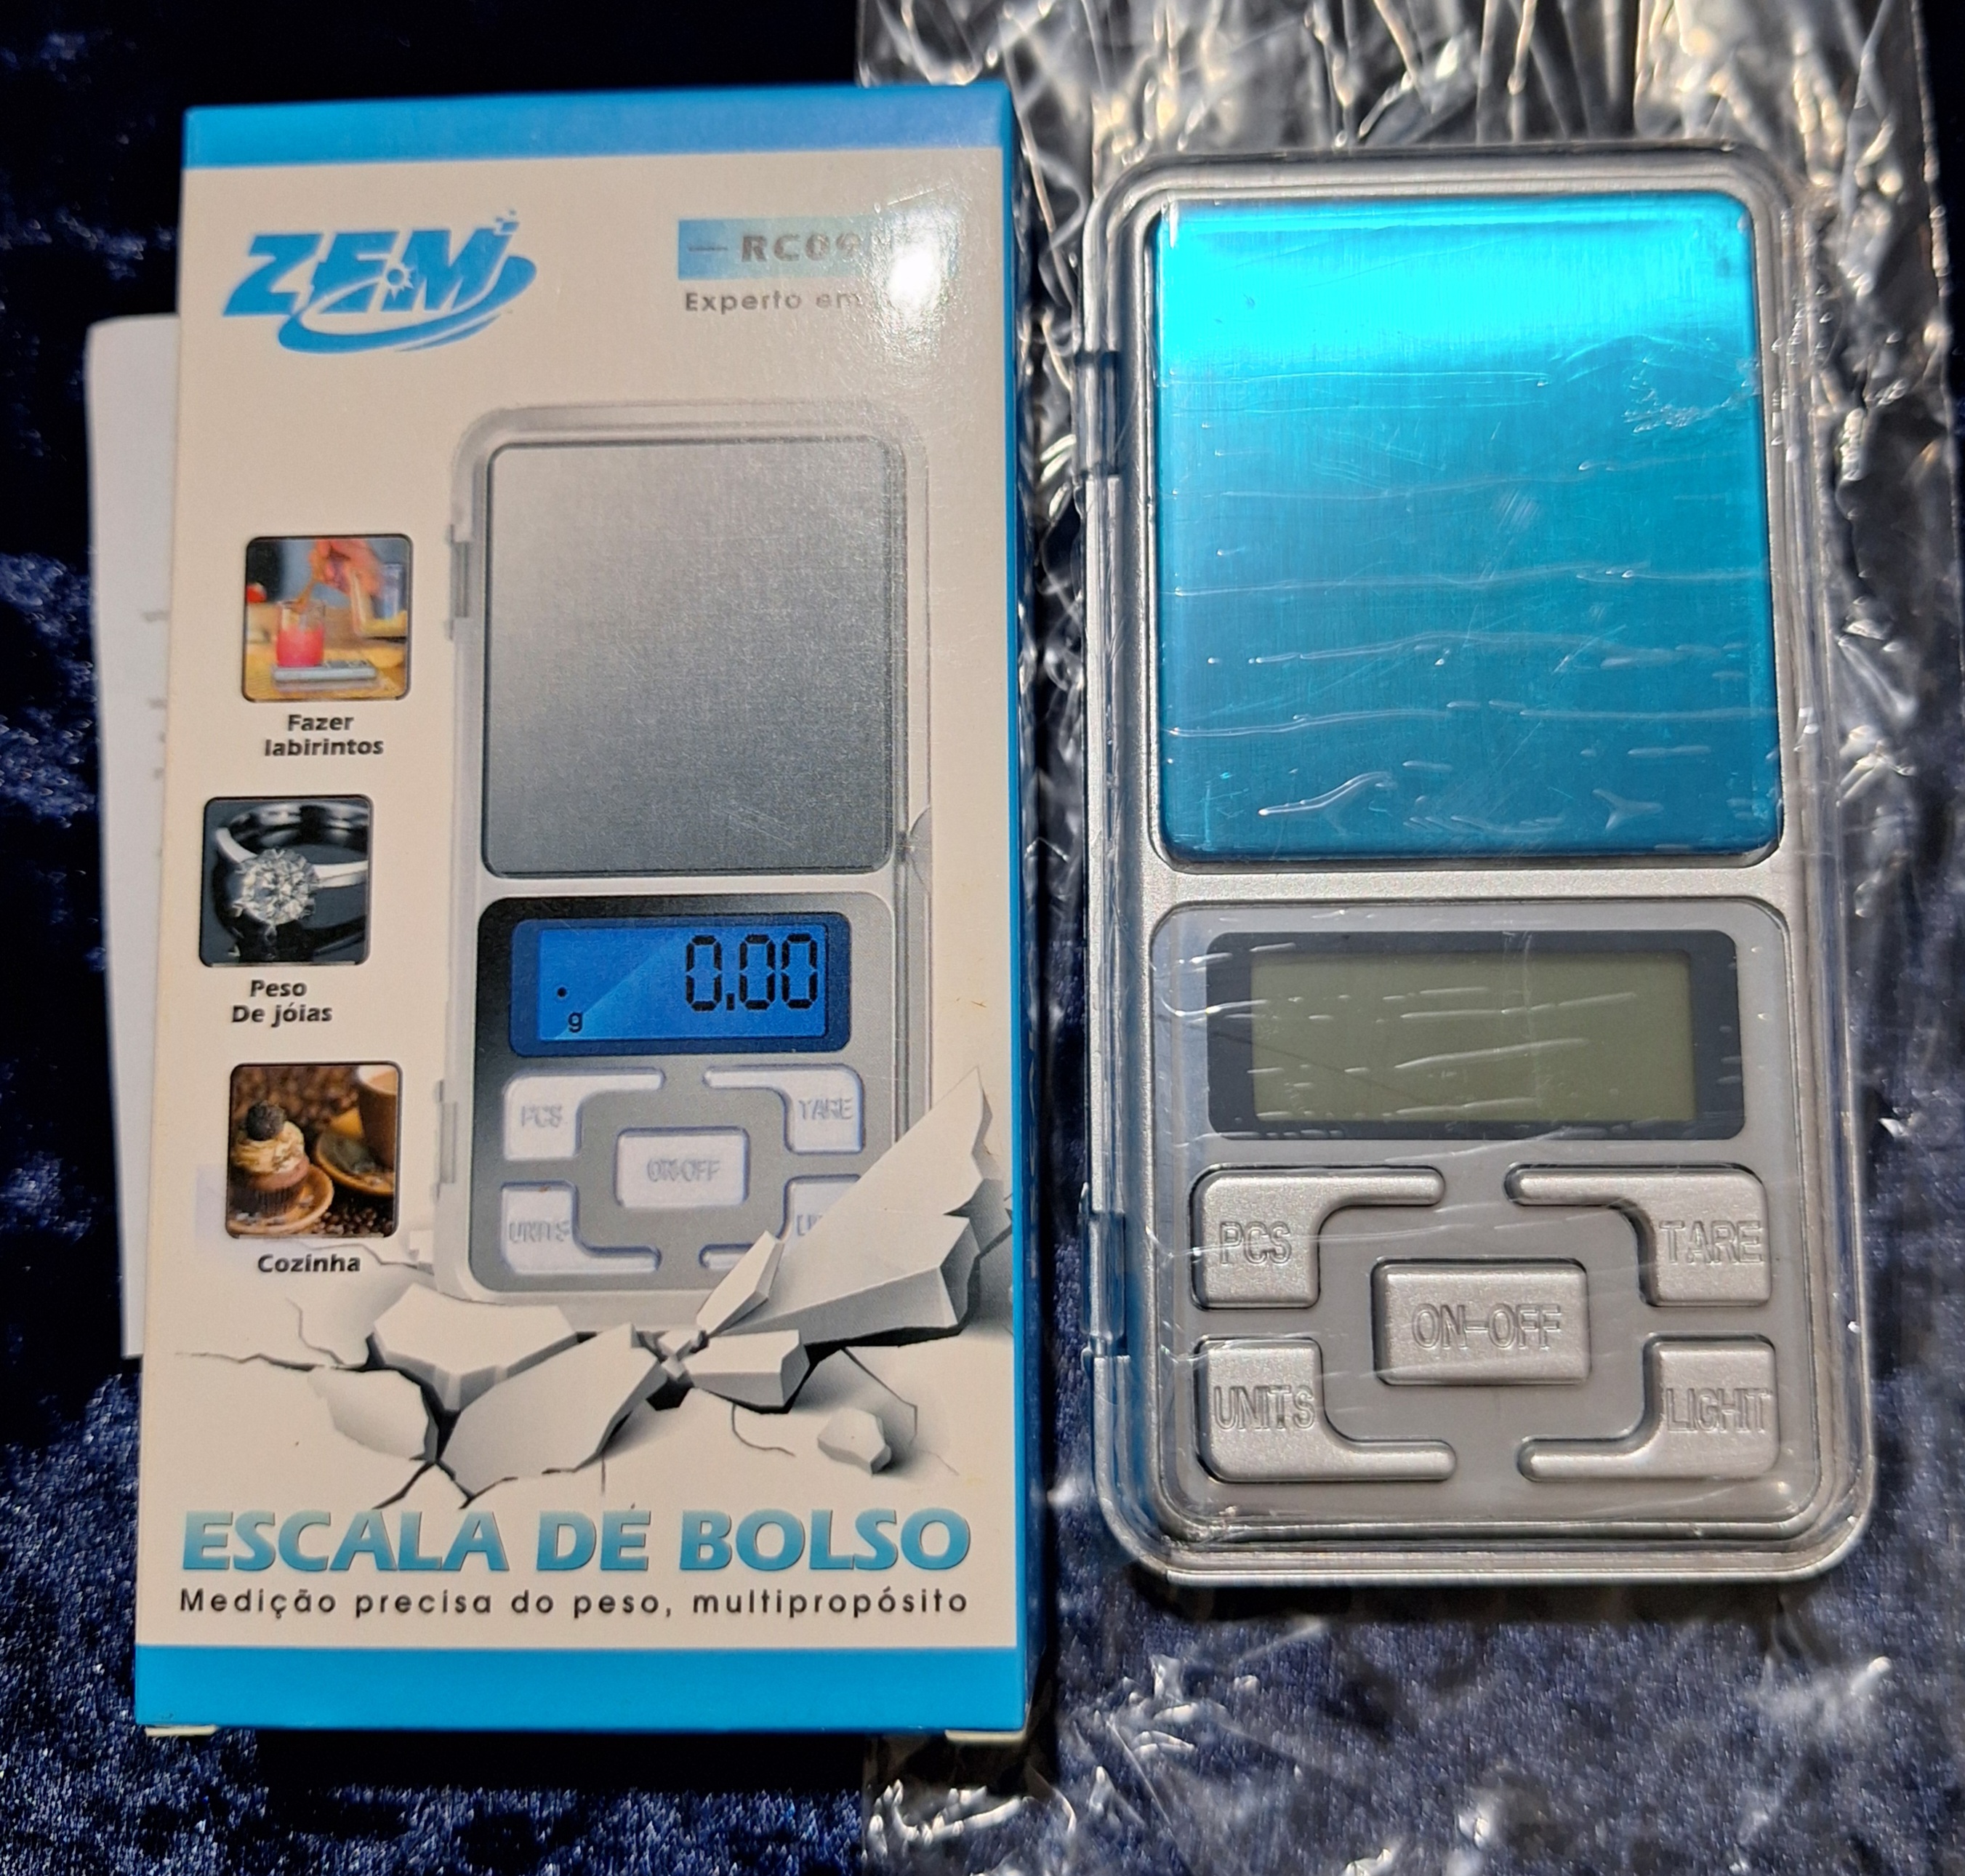 ZEM
Experto em
Fazer
labirintos
Peso
De jóias
Cozinha
0.00
g
PCS
TARE
ON-OFF
UNITS
ESCALA DE BOLSO
Medição precisa do peso, multipropósito
PCS
TARE
ON-OFF
UNITS
LIGHT